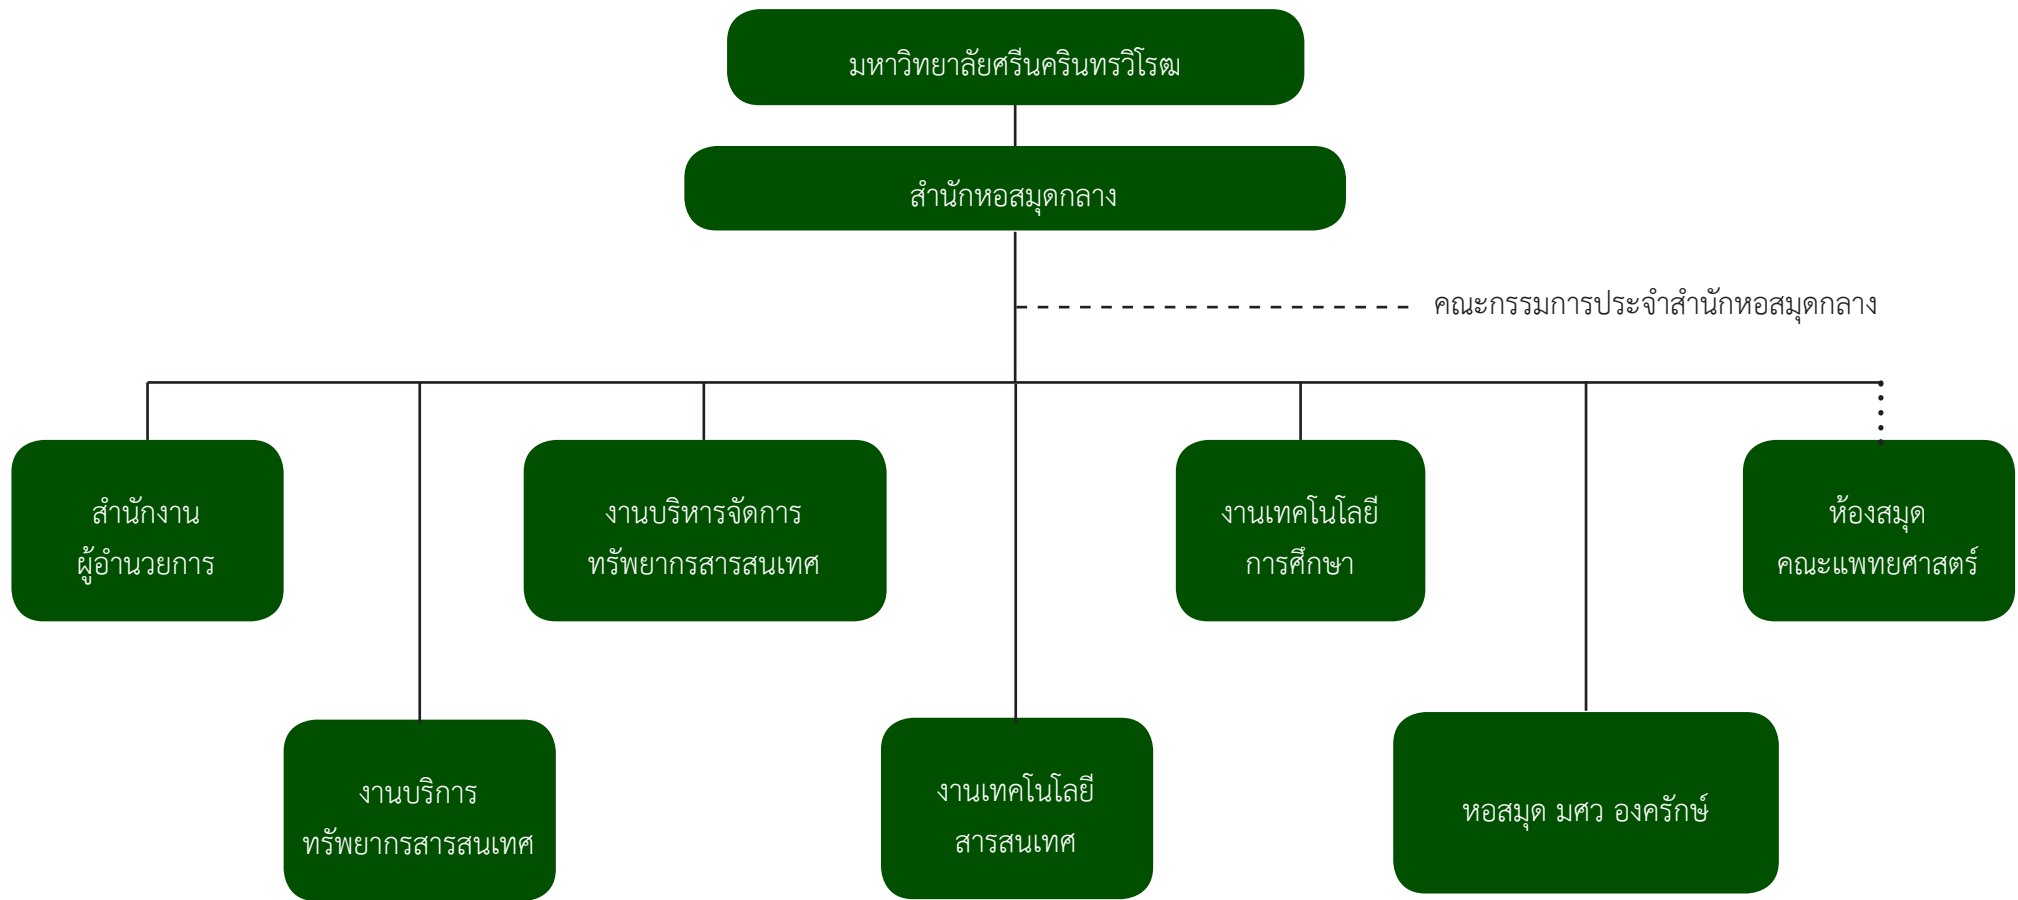 มหาวิทยาลัยศรีนครินทรวิโรฒ
สำนักหอสมุดกลาง
คณะกรรมการประจำสำนักหอสมุดกลาง
สำนักงาน
ผู้อำนวยการ
งานบริหารจัดการ
ทรัพยากรสารสนเทศ
งานเทคโนโลยี
การศึกษา
ห้องสมุด
คณะแพทยศาสตร์
งานบริการ
ทรัพยากรสารสนเทศ
งานเทคโนโลยี
สารสนเทศ
หอสมุด มศว องครักษ์